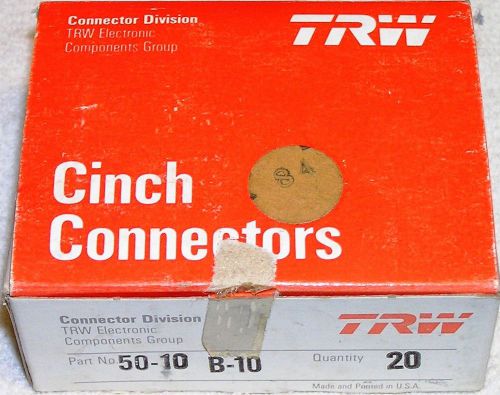 Connector Division
TRW Electronic
Components Group
TRW
Cinch
Connectors
Connector Division
TRW Electronic
Components Group
TRW
Part No. 50-10 B-10
Quantity 20
Made and Printed in U.S.A.